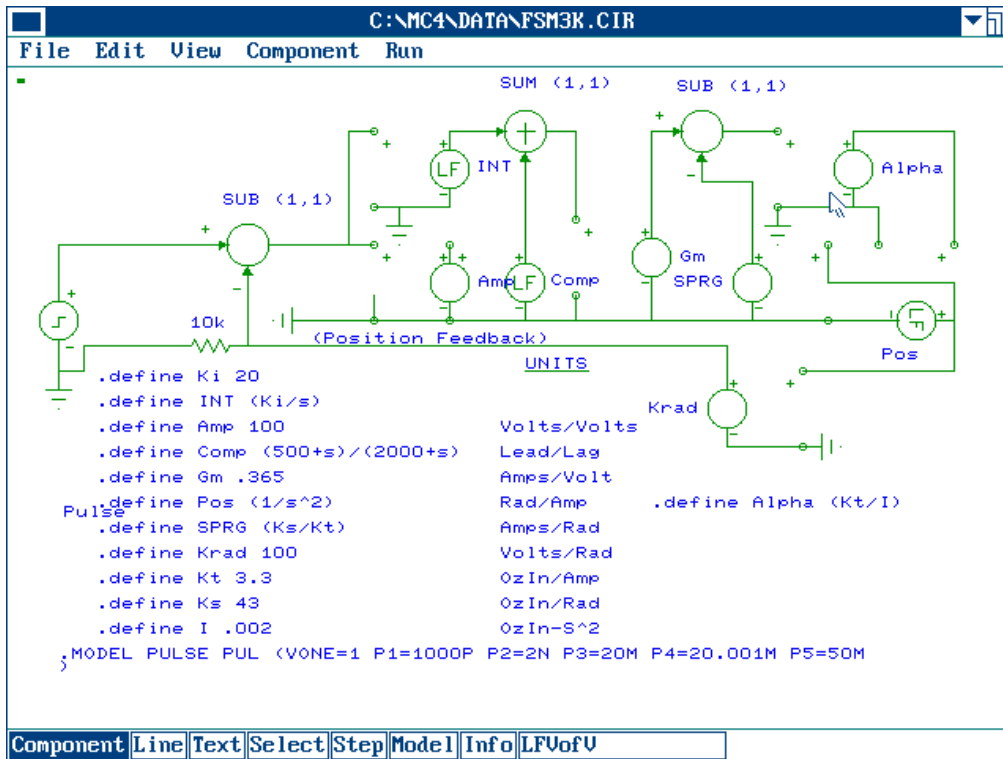 C:\MC4\DATA\FSM3K.CIR
File Edit View Component Run
SUM (1,1)
SUB (1,1)
+
+
+
+
+
LF
INT
Alpha
-
-
-
SUB (1,1)
+
+
+
+
+
+
+
+
Gm
-
Amp
LF
Comp
SPRG
+
-
-
-
-
10k
(Position Feedback)
-
UNITS
Pos
+
+
Krad
-
.define Ki 20
.define INT (Ki/s)
.define Amp 100 Volts/Volts
.define Comp (500+s)/(2000+s) Lead/Lag
.define Gm .365 Amps/Volt
.define Pos (1/s^2) Rad/Amp .define Alpha (Kt/I)
Pulse
.define SPRG (Ks/Kt) Amps/Rad
.define Krad 100 Volts/Rad
.define Kt 3.3 OzIn/Amp
.define Ks 43 OzIn/Rad
.define I .002 OzIn-S^2
.MODEL PULSE PUL (VONE=1 P1=1000P P2=2N P3=20M P4=20.001M P5=50M
)
Component Line Text Select Step Model Info LFVofV